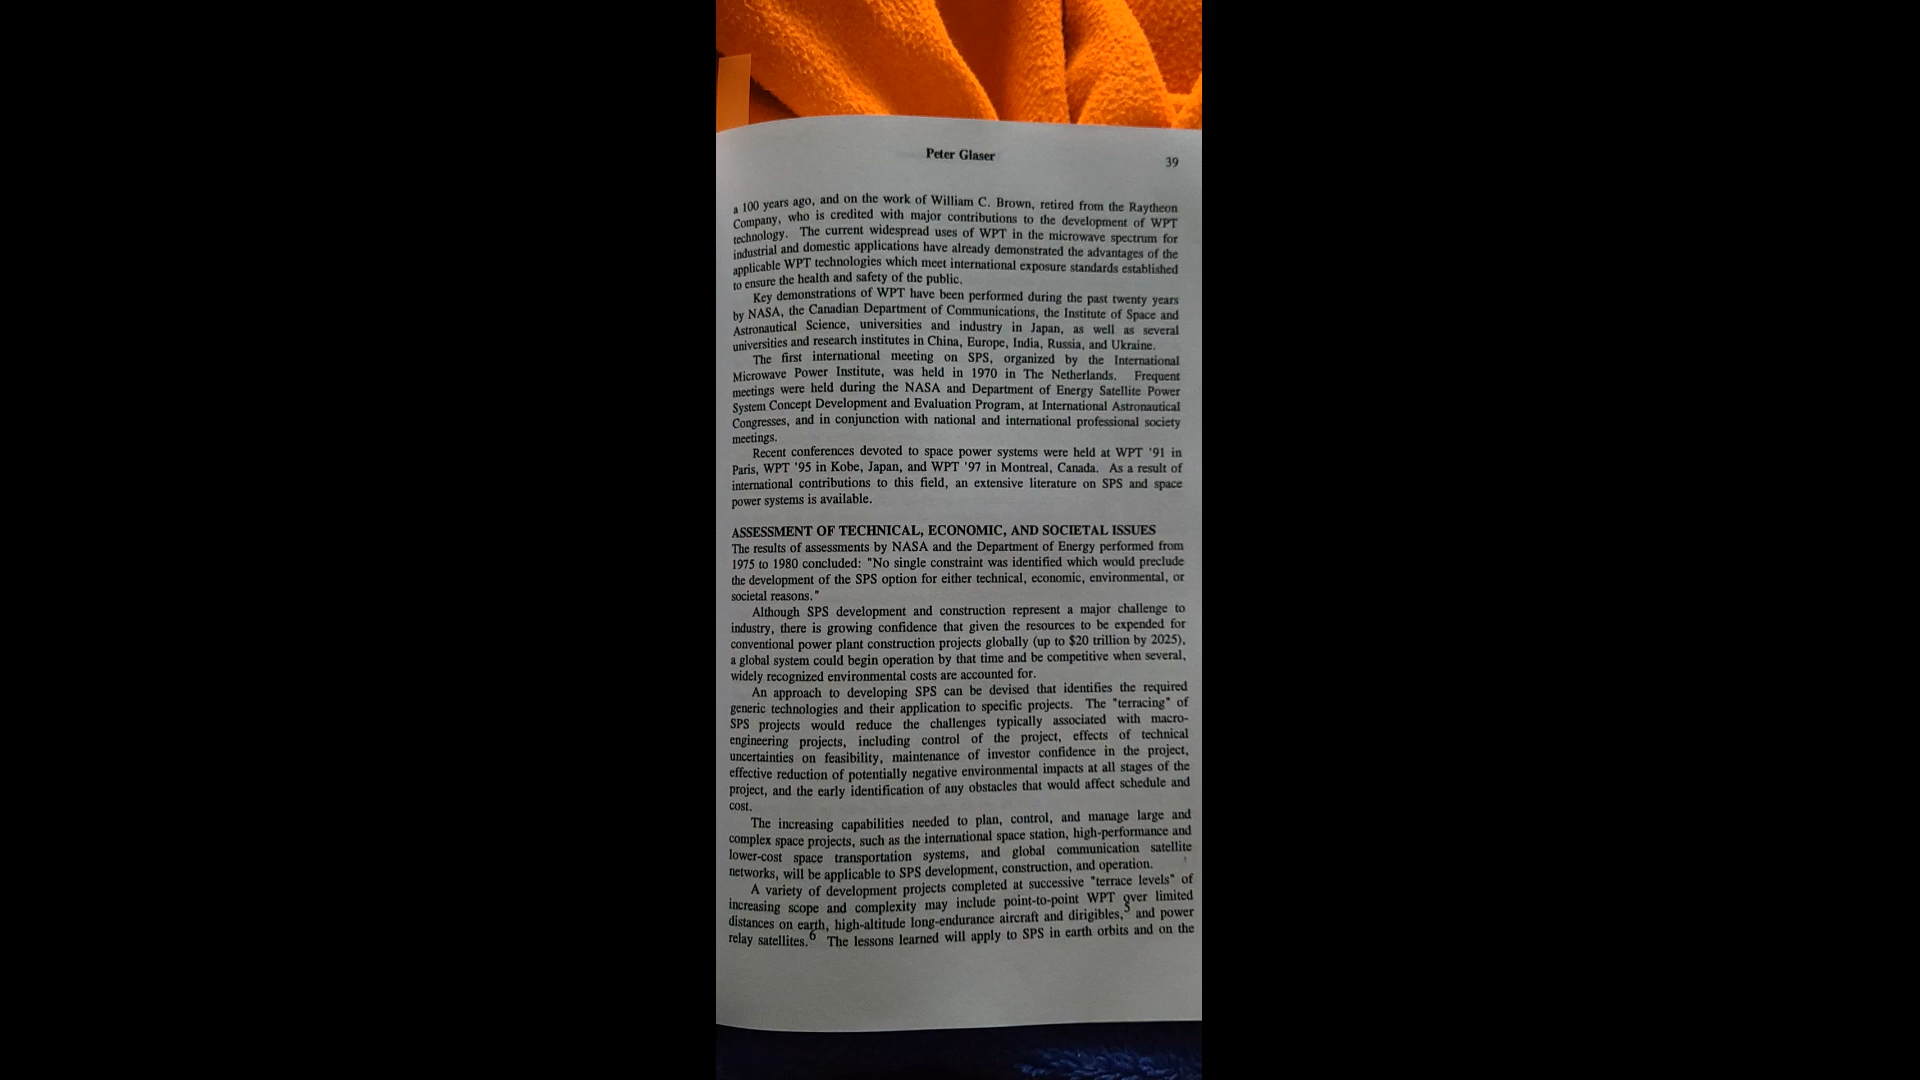 Peter Glaser
39
a 100 years ago, and on the work of William C. Brown, retired from the Raytheon
Company, who is credited with major contributions to the development of WPT
technology. The current widespread uses of WPT in the microwave spectrum for
industrial and domestic applications have already demonstrated the advantages of the
applicable WPT technologies which meet international exposure standards established
to ensure the health and safety of the public.
Key demonstrations of WPT have been performed during the past twenty years
by NASA, the Canadian Department of Communications, the Institute of Space and
Astronautical Science, universities and industry in Japan, as well as several
universities and research institutes in China, Europe, India, Russia, and Ukraine.
The first international meeting on SPS, organized by the International
Microwave Power Institute, was held in 1970 in The Netherlands. Frequent
meetings were held during the NASA and Department of Energy Satellite Power
System Concept Development and Evaluation Program, at International Astronautical
Congresses, and in conjunction with national and international professional society
meetings.
Recent conferences devoted to space power systems were held at WPT '91 in
Paris, WPT '95 in Kobe, Japan, and WPT '97 in Montreal, Canada. As a result of
international contributions to this field, an extensive literature on SPS and space
power systems is available.
ASSESSMENT OF TECHNICAL, ECONOMIC, AND SOCIETAL ISSUES
The results of assessments by NASA and the Department of Energy performed from
1975 to 1980 concluded: "No single constraint was identified which would preclude
the development of the SPS option for either technical, economic, environmental, or
societal reasons."
Although SPS development and construction represent a major challenge to
industry, there is growing confidence that given the resources to be expended for
conventional power plant construction projects globally (up to $20 trillion by 2025),
a global system could begin operation by that time and be competitive when several,
widely recognized environmental costs are accounted for.
An approach to developing SPS can be devised that identifies the required
generic technologies and their application to specific projects. The "terracing" of
SPS projects would reduce the challenges typically associated with macro-
engineering projects, including control of the project, effects of technical
uncertainties on feasibility, maintenance of investor confidence in the project,
effective reduction of potentially negative environmental impacts at all stages of the
project, and the early identification of any obstacles that would affect schedule and
cost.
The increasing capabilities needed to plan, control, and manage large and
complex space projects, such as the international space station, high-performance and
lower-cost space transportation systems, and global communication satellite
networks, will be applicable to SPS development, construction, and operation.
A variety of development projects completed at successive "terrace levels" of
increasing scope and complexity may include point-to-point WPT over limited
distances on earth, high-altitude long-endurance aircraft and dirigibles,5 and power
relay satellites.6 The lessons learned will apply to SPS in earth orbits and on the